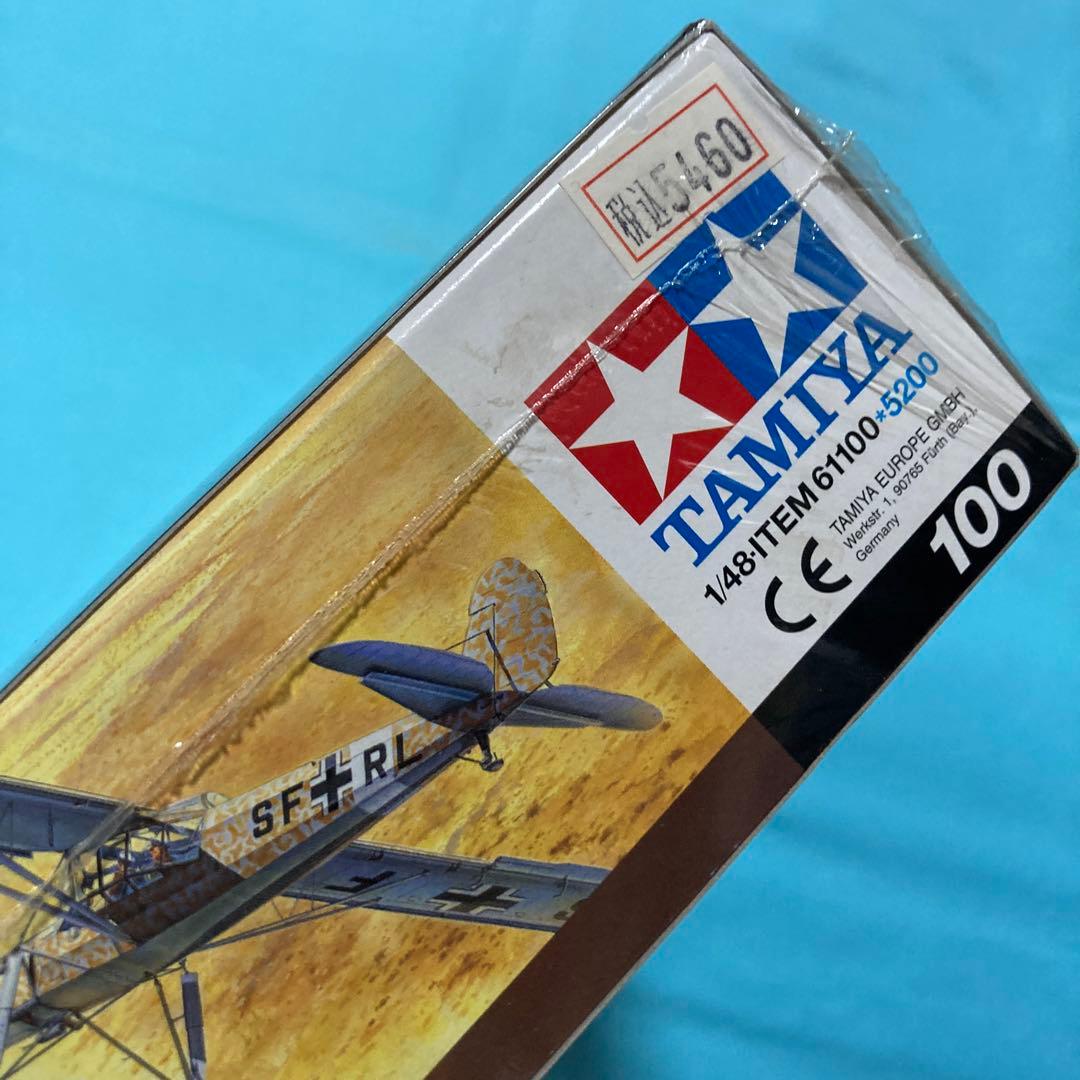 税込5460
TAMIYA
1/48·ITEM 61100*5200
CE
TAMIYA EUROPE GMBH
Werkstr. 1, 90765 Fürth (Bay.),
Germany
100
SF RL
F